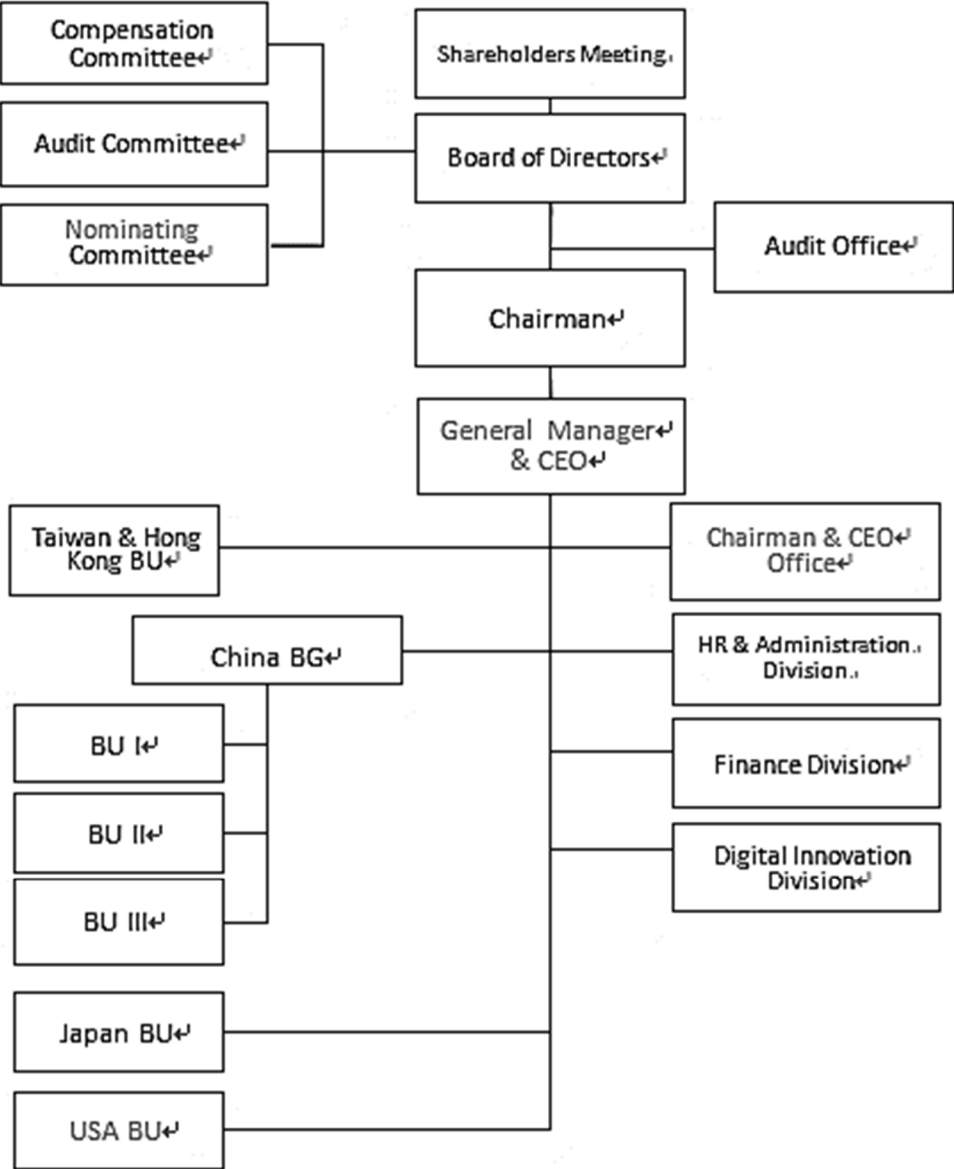 Compensation
Committee↵
Shareholders Meeting
Audit Committee↵
Board of Directors↵
Nominating
Committee↵
Audit Office↵
Chairman↵
General Manager↵
& CEO↵
Taiwan & Hong
Kong BU↵
Chairman & CEO↵
Office↵
China BG↵
HR & Administration
Division
BU I↵
Finance Division↵
BU II↵
Digital Innovation
Division↵
BU III↵
Japan BU↵
USA BU↵